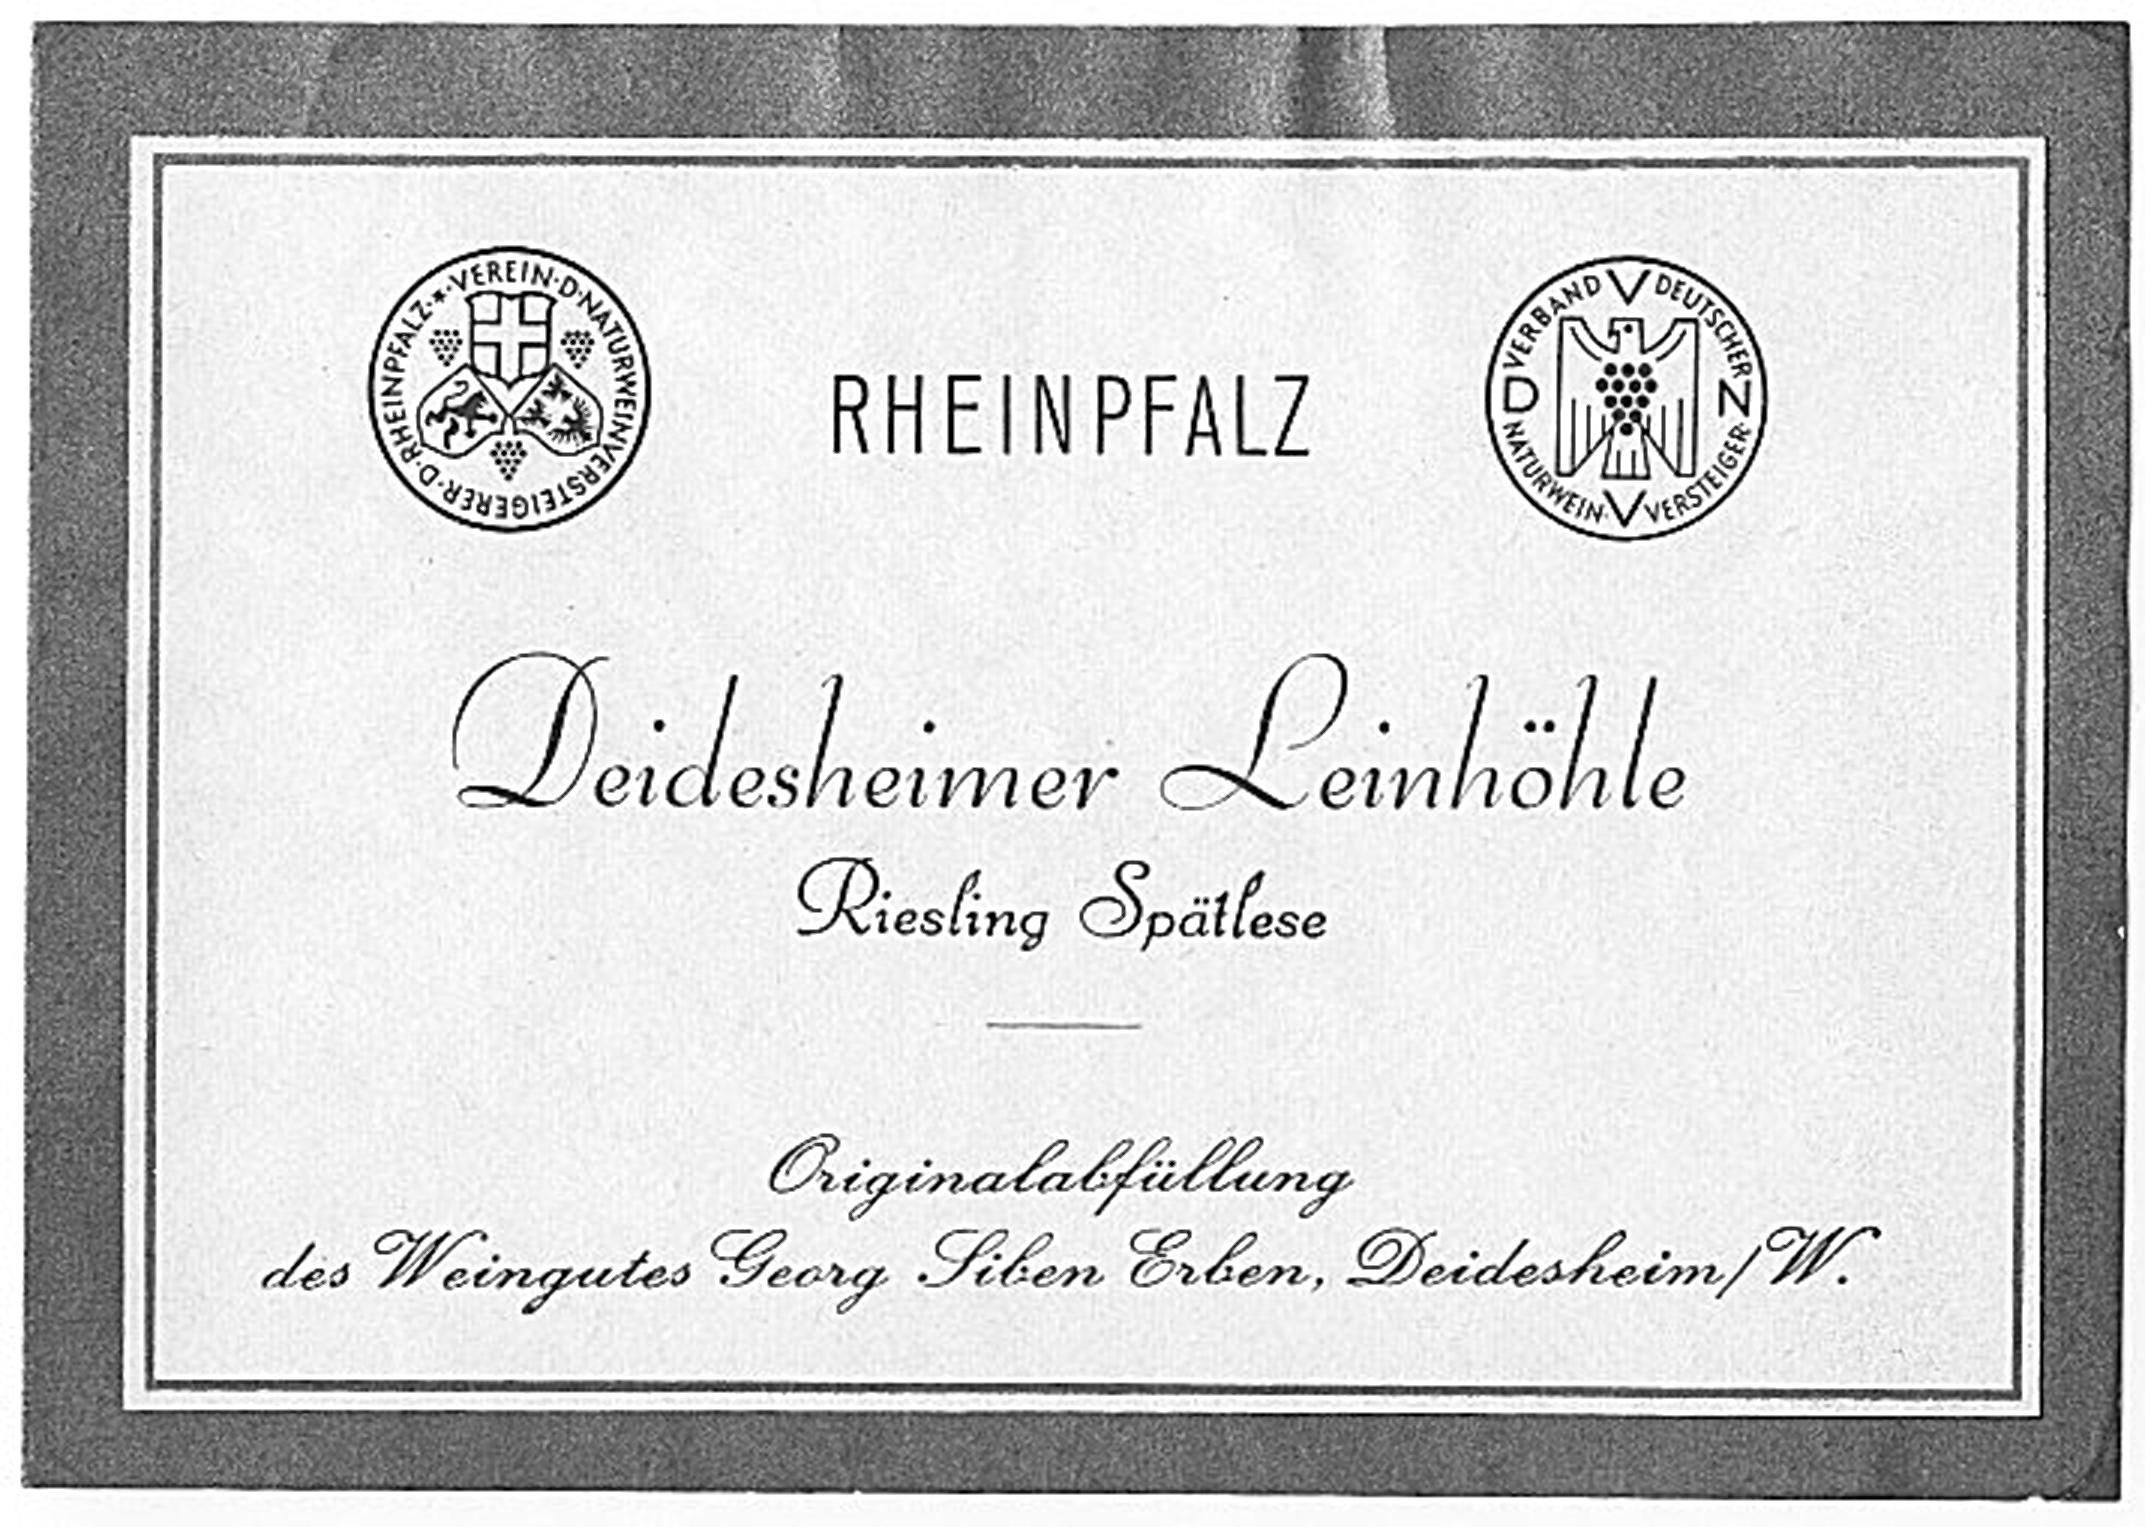 VEREIN·D·NATURWEINVERSTEIGERER·D·RHEINPFALZ·*·
RHEINPFALZ
VERBAND DEUTSCHER NATURWEIN·VERSTEIGER·
V D N V
Deidesheimer Leinhöhle
Riesling Spätlese
Originalabfüllung
des Weingutes Georg Siben Erben, Deidesheim/W.